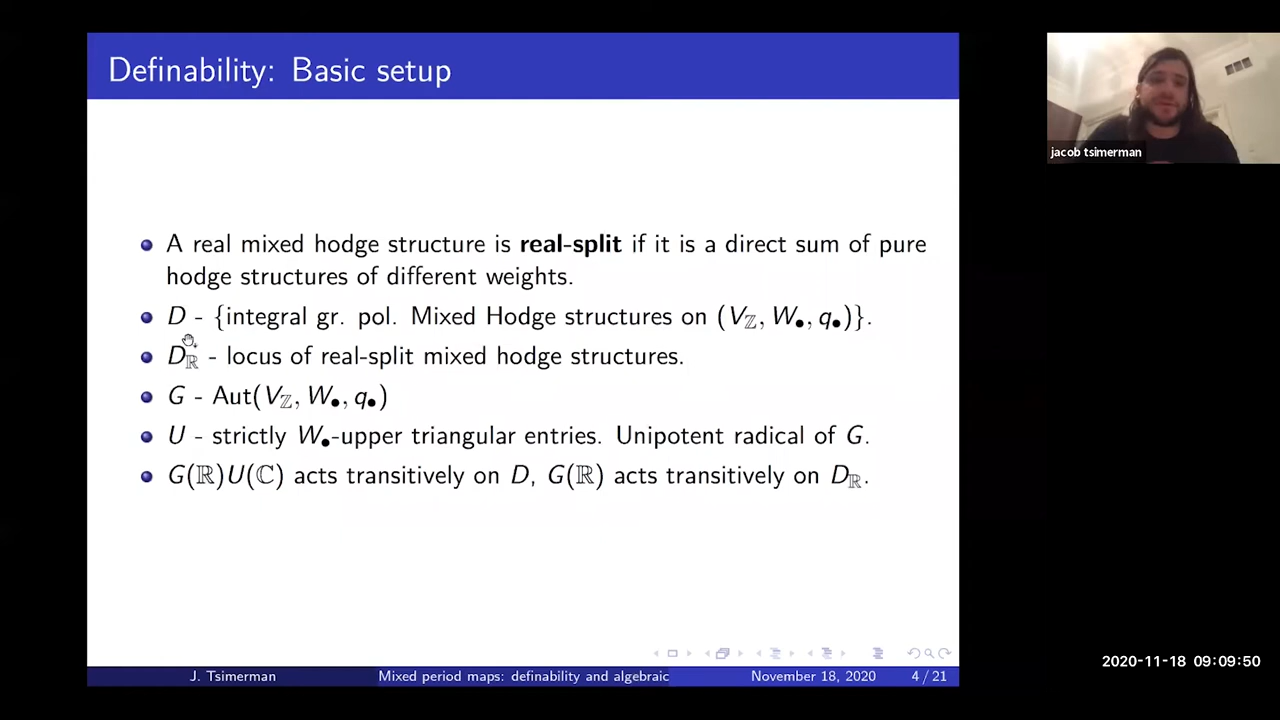 Definability: Basic setup
jacob tsimerman
A real mixed hodge structure is real-split if it is a direct sum of pure
hodge structures of different weights.
D - {integral gr. pol. Mixed Hodge structures on (V_ℤ, W_•, q_•)}.
D_ℝ - locus of real-split mixed hodge structures.
G - Aut(V_ℤ, W_•, q_•)
U - strictly W_•-upper triangular entries. Unipotent radical of G.
G(ℝ)U(ℂ) acts transitively on D, G(ℝ) acts transitively on D_ℝ.
2020-11-18 09:09:50
J. Tsimerman Mixed period maps: definability and algebraic November 18, 2020 4 / 21